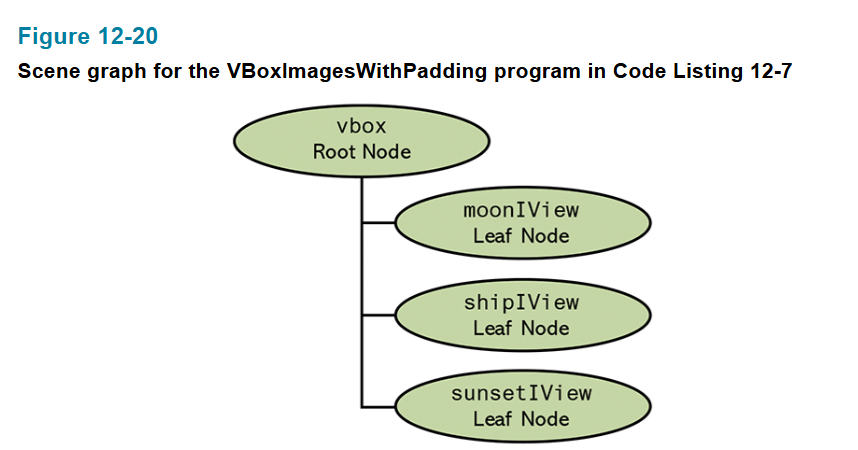 Figure 12-20
Scene graph for the VBoxImagesWithPadding program in Code Listing 12-7
vbox
Root Node
moonIView
Leaf Node
shipIView
Leaf Node
sunsetIView
Leaf Node